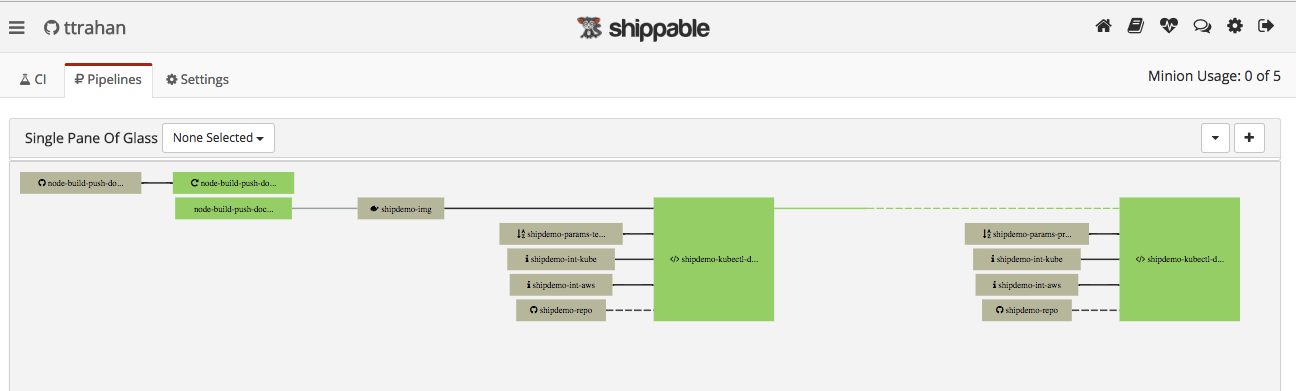 ttrahan
shippable
CI
Pipelines
Settings
Minion Usage: 0 of 5
Single Pane Of Glass
None Selected
node-build-push-do...
node-build-push-do...
node-build-push-doc...
shipdemo-img
shipdemo-params-te...
shipdemo-int-kube
shipdemo-int-aws
shipdemo-repo
shipdemo-kubectl-d...
shipdemo-params-pr...
shipdemo-int-kube
shipdemo-int-aws
shipdemo-repo
shipdemo-kubectl-d...